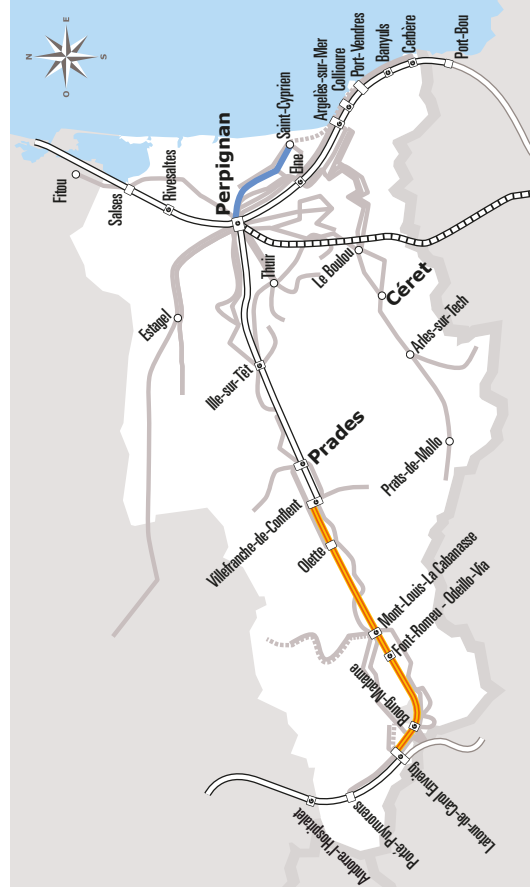 N
E
S
O
Fitou
Salses
Rivesaltes
Perpignan
Saint-Cyprien
Elne
Argelès-sur-Mer
Collioure
Port-Vendres
Banyuls
Cerbère
Port-Bou
Estagel
Thuir
Le Boulou
Céret
Arles-sur-Tech
Ille-sur-Têt
Prades
Prats-de-Mollo
Villefranche-de-Conflent
Olette
Mont-Louis-La Cabanasse
Font-Romeu - Odeillo-Via
Bourg-Madame
Latour-de-Carol Enveitg
Porté-Puymorens
Andorre-l'Hospitalet